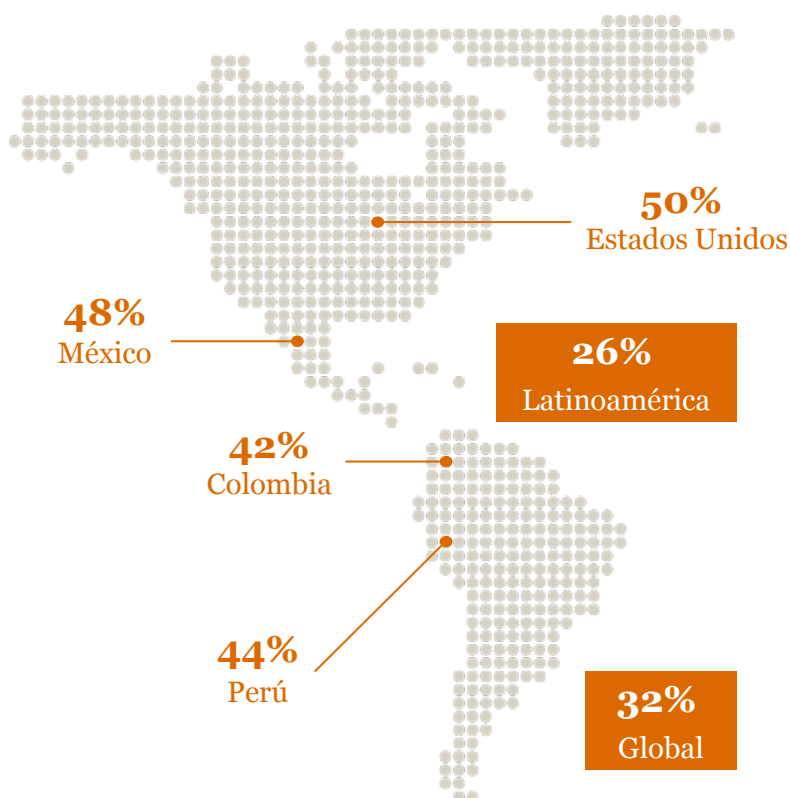 50%
Estados Unidos
48%
México
26%
Latinoamérica
42%
Colombia
44%
Perú
32%
Global